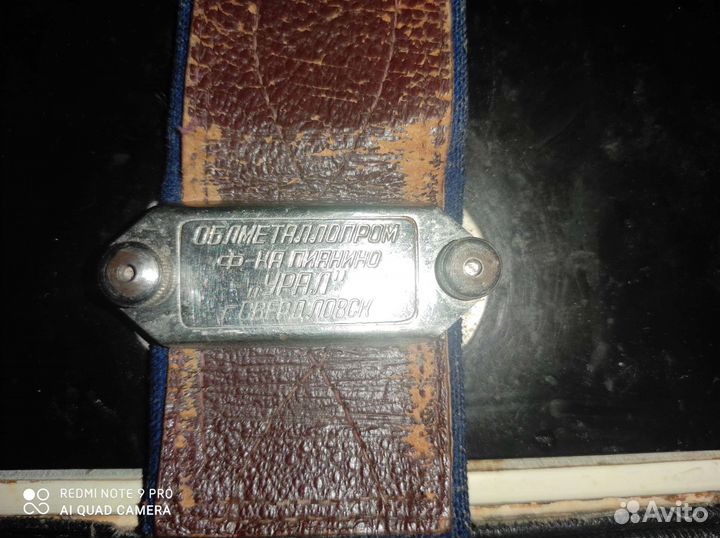 ОБЛМЕТАЛЛОПРОМ
Ф-КА ПИАНИНО
„УРАЛ"
Г. СВЕРДЛОВСК
REDMI NOTE 9 PRO
AI QUAD CAMERA
Avito